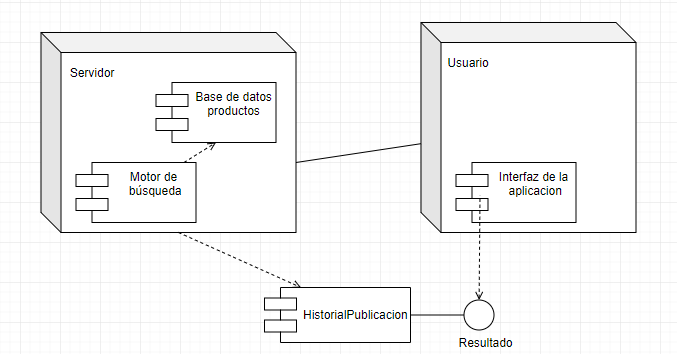 Servidor
Base de datos
productos
Motor de
búsqueda
Usuario
Interfaz de la
aplicacion
HistorialPublicacion
Resultado